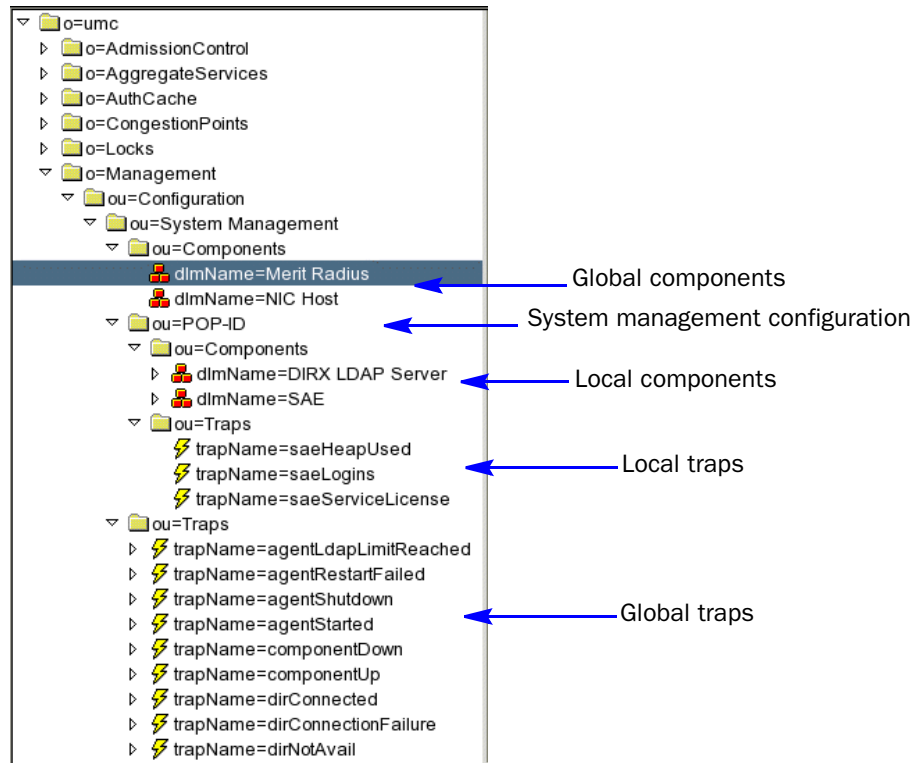 o=umc
o=AdmissionControl
o=AggregateServices
o=AuthCache
o=CongestionPoints
o=Locks
o=Management
ou=Configuration
ou=System Management
ou=Components
dlmName=Merit Radius
Global components
dlmName=NIC Host
ou=POP-ID
System management configuration
ou=Components
dlmName=DIRX LDAP Server
Local components
dlmName=SAE
ou=Traps
trapName=saeHeapUsed
trapName=saeLogins
Local traps
trapName=saeServiceLicense
ou=Traps
trapName=agentLdapLimitReached
trapName=agentRestartFailed
trapName=agentShutdown
trapName=agentStarted
Global traps
trapName=componentDown
trapName=componentUp
trapName=dirConnected
trapName=dirConnectionFailure
trapName=dirNotAvail